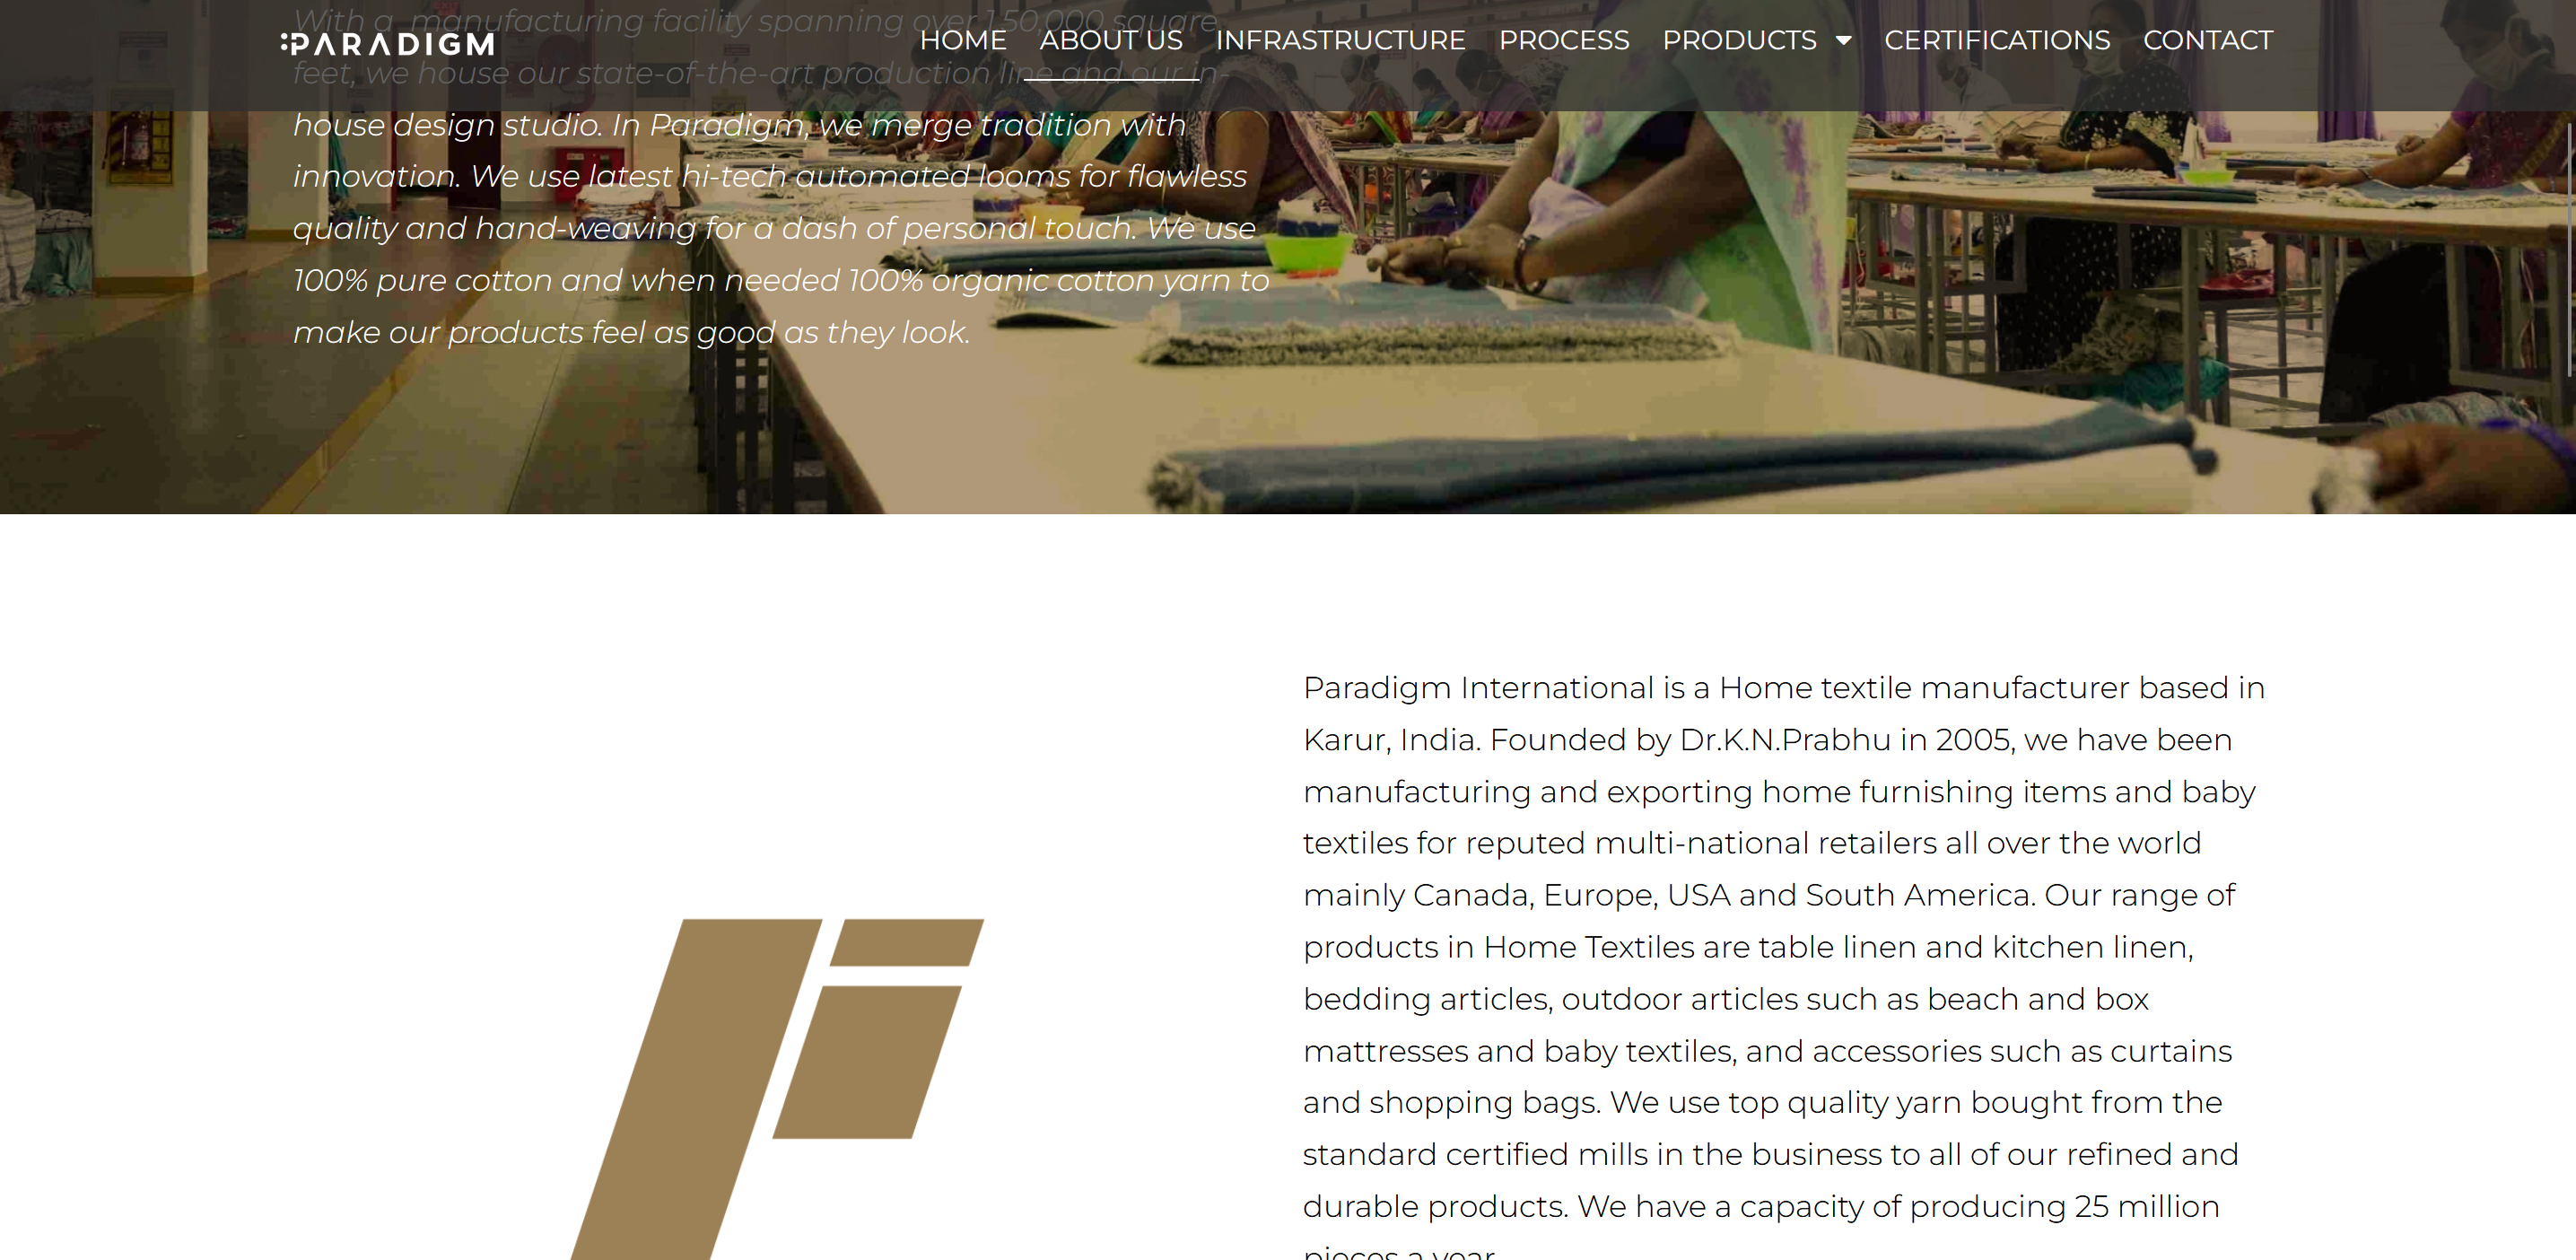 With a manufacturing facility spanning over 1,50,000 square
:PARADIGM
HOME ABOUT US INFRASTRUCTURE PROCESS PRODUCTS CERTIFICATIONS CONTACT
feet, we house our state-of-the-art production line and our in-
house design studio. In Paradigm, we merge tradition with
innovation. We use latest hi-tech automated looms for flawless
quality and hand-weaving for a dash of personal touch. We use
100% pure cotton and when needed 100% organic cotton yarn to
make our products feel as good as they look.
Paradigm International is a Home textile manufacturer based in
Karur, India. Founded by Dr.K.N.Prabhu in 2005, we have been
manufacturing and exporting home furnishing items and baby
textiles for reputed multi-national retailers all over the world
mainly Canada, Europe, USA and South America. Our range of
products in Home Textiles are table linen and kitchen linen,
bedding articles, outdoor articles such as beach and box
mattresses and baby textiles, and accessories such as curtains
and shopping bags. We use top quality yarn bought from the
standard certified mills in the business to all of our refined and
durable products. We have a capacity of producing 25 million
pieces a year.